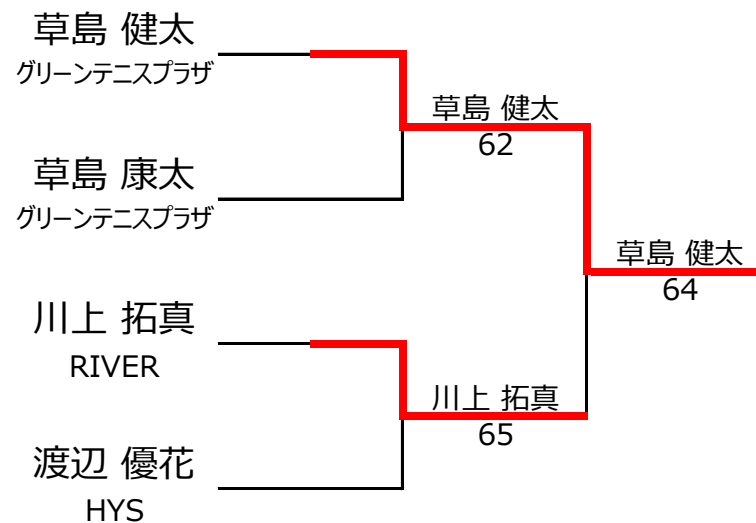 草島 健太
グリーンテニスプラザ
草島 健太
62
草島 康太
グリーンテニスプラザ
草島 健太
64
川上 拓真
RIVER
川上 拓真
65
渡辺 優花
HYS